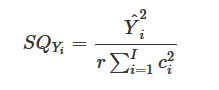 $SQ_{Y_i} = \frac{\hat{Y}_i^2}{r \sum_{i=1}^{I} c_i^2}$